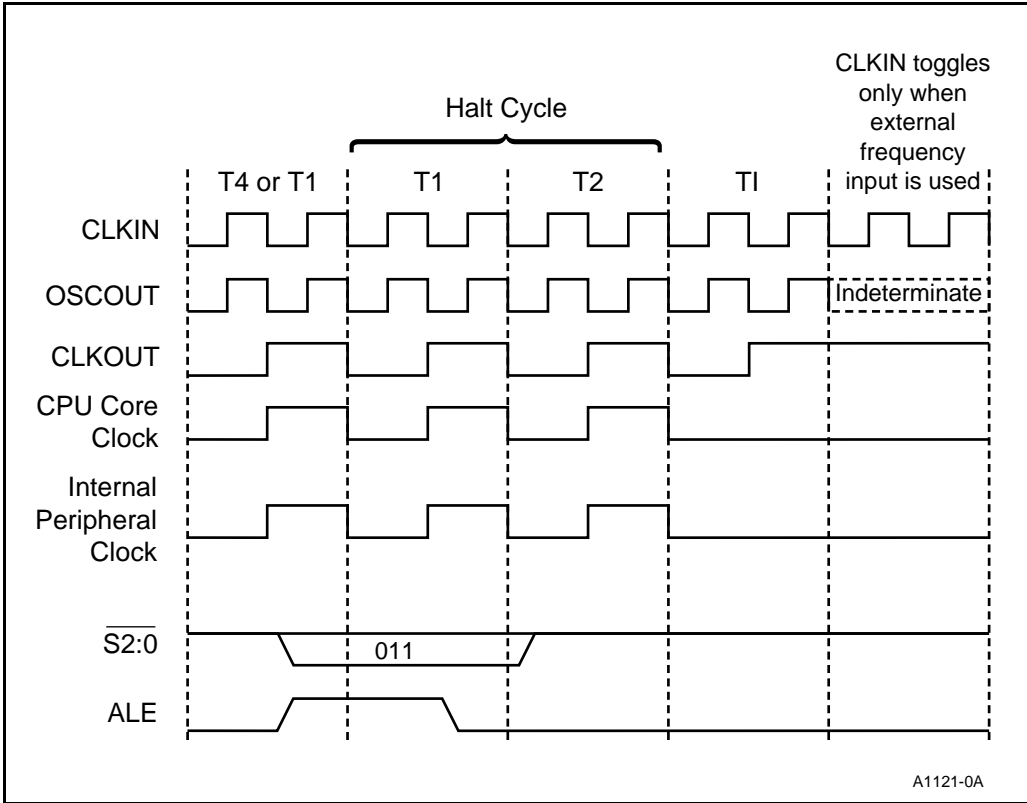 CLKIN toggles
only when
external
frequency
input is used
Halt Cycle
T4 or T1 T1 T2 TI
CLKIN
OSCOUT
Indeterminate
CLKOUT
CPU Core
Clock
Internal
Peripheral
Clock
S2:0
011
ALE
A1121-0A